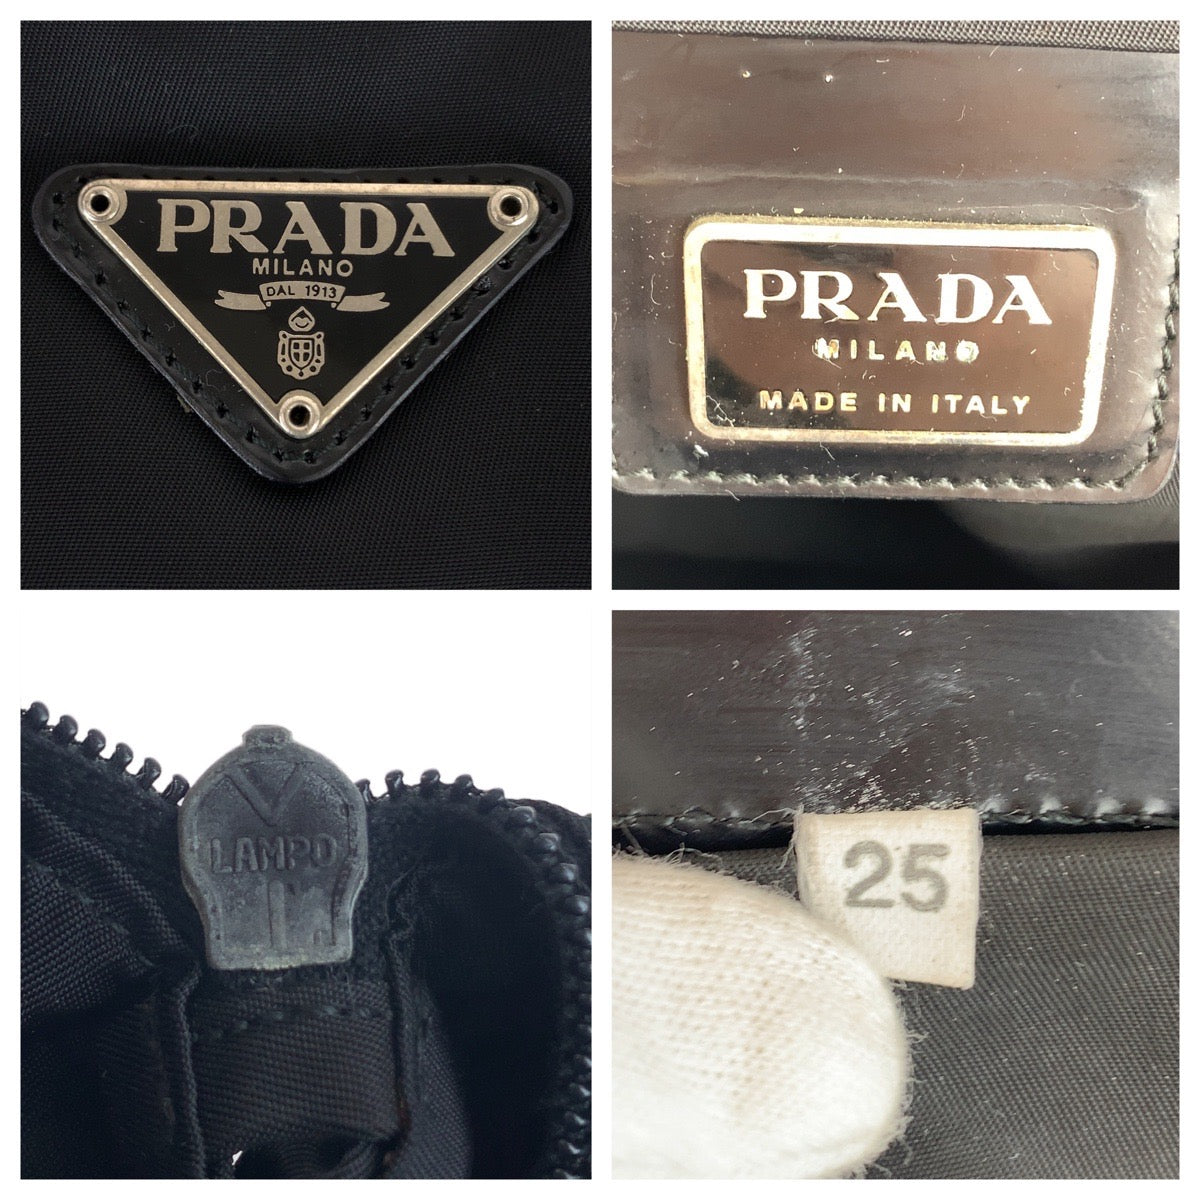 PRADA
MILANO
DAL 1913
PRADA
MILANO
MADE IN ITALY
LAMPO
25